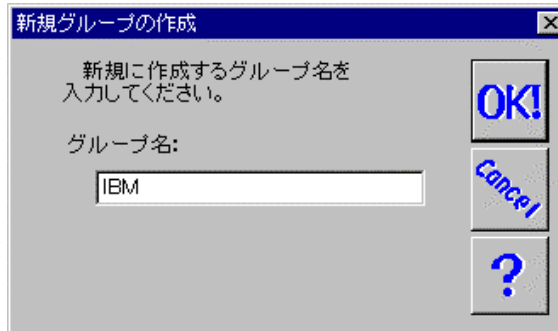 新規グループの作成
新規に作成するグループ名を
入力してください。
グループ名:
IBM
OK!
Cancel
?